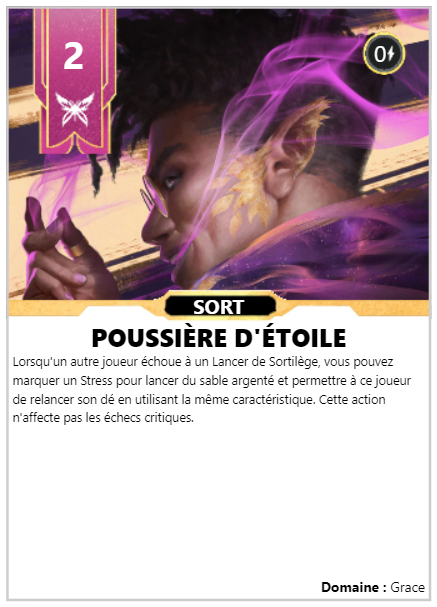 2
0
SORT
POUSSIÈRE D'ÉTOILE
Lorsqu'un autre joueur échoue à un Lancer de Sortilège, vous pouvez
marquer un Stress pour lancer du sable argenté et permettre à ce joueur
de relancer son dé en utilisant la même caractéristique. Cette action
n'affecte pas les échecs critiques.
Domaine : Grace